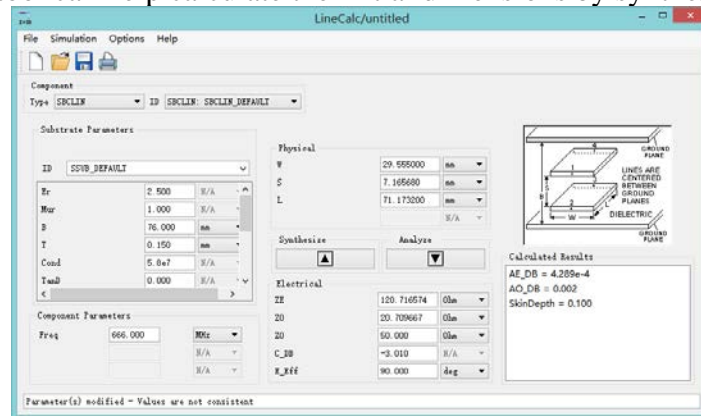 LineCalc/untitled
File Simulation Options Help
Component
Type SBCLIN ID SBCLIN: SBCLIN_DEFAULT
Substrate Parameters
ID SSVB_DEFAULT
Er 2.500 N/A
Mur 1.000 N/A
B 76.000 mm
T 0.150 mm
Cond 5.8e7 N/A
TanD 0.000 N/A
Component Parameters
Freq 666.000 MHz
N/A
N/A
Physical
W 29.555000 mm
S 7.165680 mm
L 71.173200 mm
N/A
Synthesize Analyze
Electrical
ZE 120.716574 Ohm
ZO 20.709667 Ohm
Z0 50.000 Ohm
C_DB -3.010 N/A
E_Eff 90.000 deg
GROUND
PLANE
LINES ARE
CENTERED
BETWEEN
GROUND
PLANES
DIELECTRIC
GROUND
PLANE
B
S
W
L
1
2
4
Calculated Results
AE_DB = 4.289e-4
AO_DB = 0.002
SkinDepth = 0.100
Parameter(s) modified - Values are not consistent